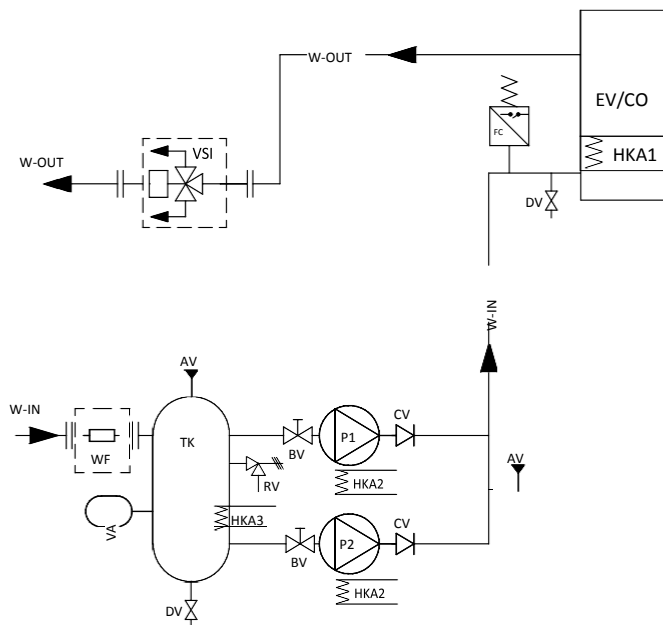 W-OUT
EV/CO
VSI
FC
HKA1
W-OUT
DV
W-IN
AV
W-IN
CV
TK
P1
WF
BV
AV
RV
HKA2
HKA3
CV
VA
P2
BV
DV
HKA2